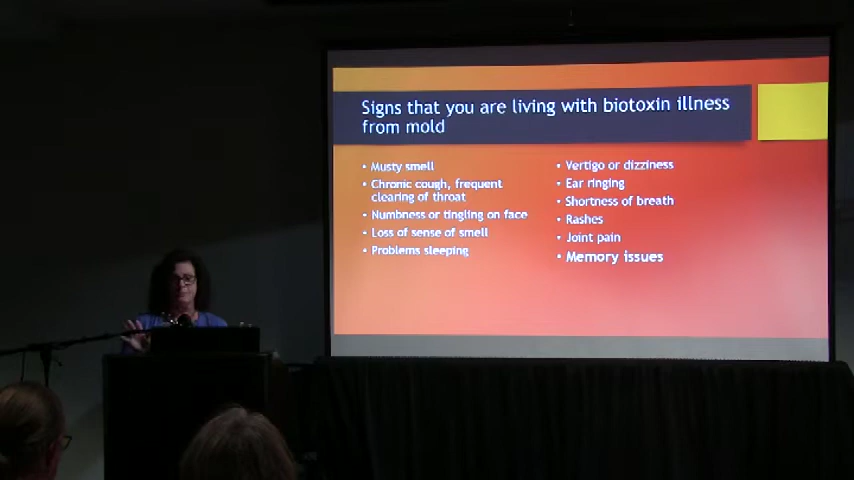 Signs that you are living with biotoxin illness
from mold
• Musty smell
• Chronic cough, frequent
clearing of throat
• Numbness or tingling on face
• Loss of sense of smell
• Problems sleeping
• Vertigo or dizziness
• Ear ringing
• Shortness of breath
• Rashes
• Joint pain
• Memory issues